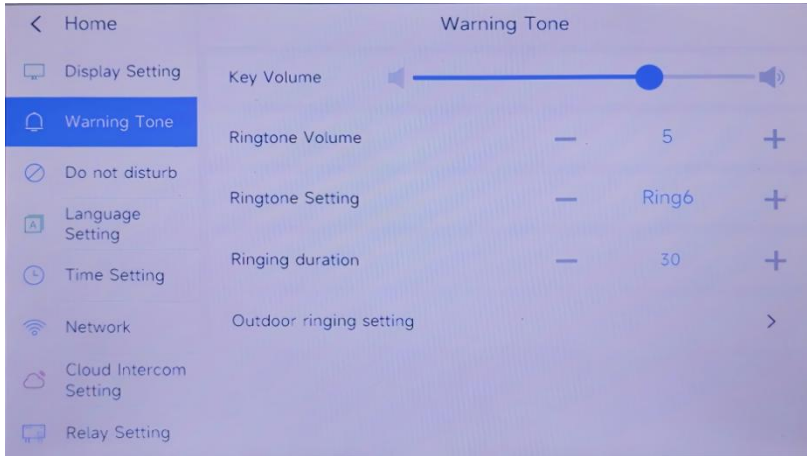 Home
Warning Tone
Display Setting
Warning Tone
Do not disturb
Language
Setting
Time Setting
Network
Cloud Intercom
Setting
Relay Setting
Key Volume
Ringtone Volume
5
Ringtone Setting
Ring6
Ringing duration
30
Outdoor ringing setting